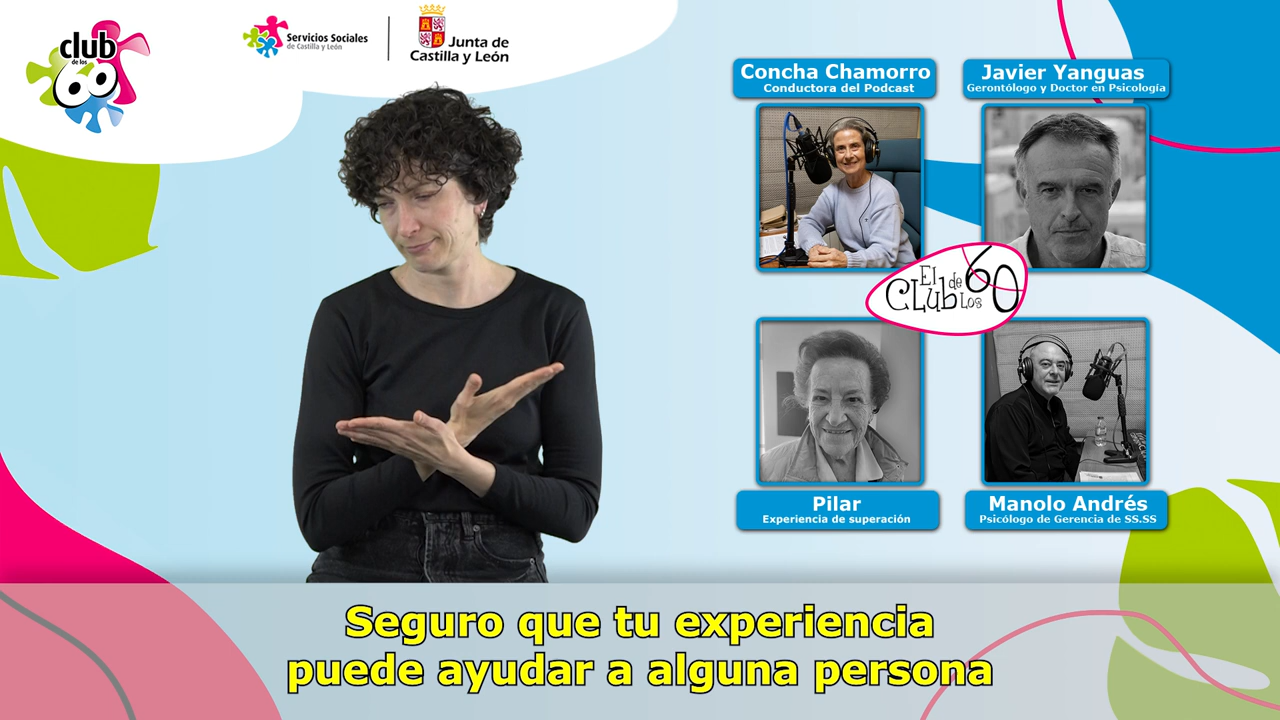 club
de los
60
Servicios Sociales
de Castilla y León
Junta de
Castilla y León
Concha Chamorro
Conductora del Podcast
Javier Yanguas
Gerontólogo y Doctor en Psicología
El
CLUB de
Los 60
Pilar
Experiencia de superación
Manolo Andrés
Psicólogo de Gerencia de SS.SS
Seguro que tu experiencia
puede ayudar a alguna persona